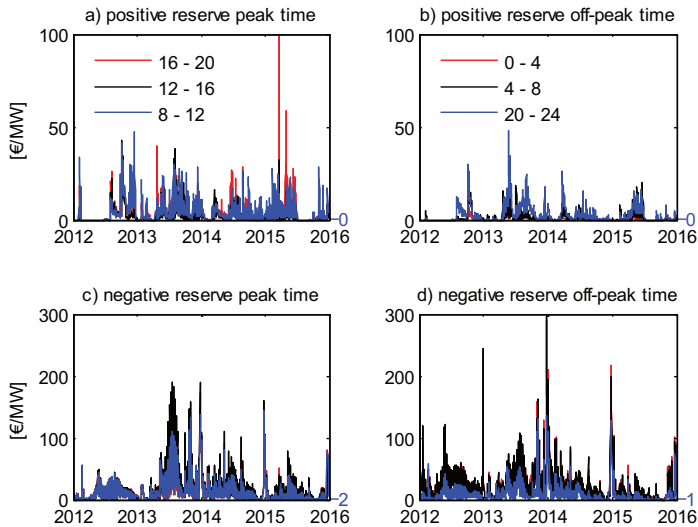 a) positive reserve peak time
100
50
0
[€/MW]
16 - 20
12 - 16
8 - 12
0
2012 2013 2014 2015 2016
b) positive reserve off-peak time
100
50
0
0 - 4
4 - 8
20 - 24
0
2012 2013 2014 2015 2016
c) negative reserve peak time
300
200
100
0
[€/MW]
2
2012 2013 2014 2015 2016
d) negative reserve off-peak time
300
200
100
0
1
2012 2013 2014 2015 2016